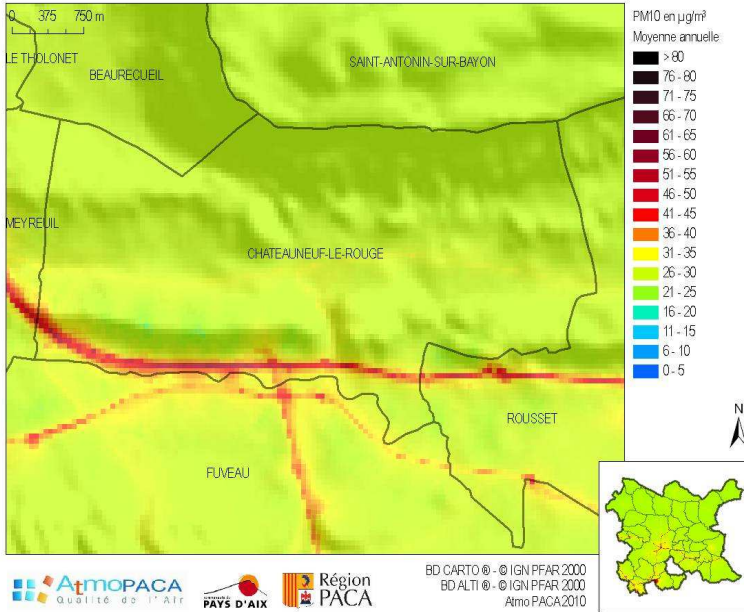 0 375 750 m
LE THOLONET
BEAURECUEIL
SAINT-ANTONIN-SUR-BAYON
MEYREUIL
CHATEAUNEUF-LE-ROUGE
ROUSSET
FUVEAU
PM10 en µg/m³
Moyenne annuelle
> 80
76 - 80
71 - 75
66 - 70
61 - 65
56 - 60
51 - 55
46 - 50
41 - 45
36 - 40
31 - 35
26 - 30
21 - 25
16 - 20
11 - 15
6 - 10
0 - 5
N
AtmoPACA
Qualité de l'Air
PAYS D'AIX
Région
PACA
BD CARTO ® - © IGN PFAR 2000
BD ALTI ® - © IGN PFAR 2000
Atmo PACA 2010